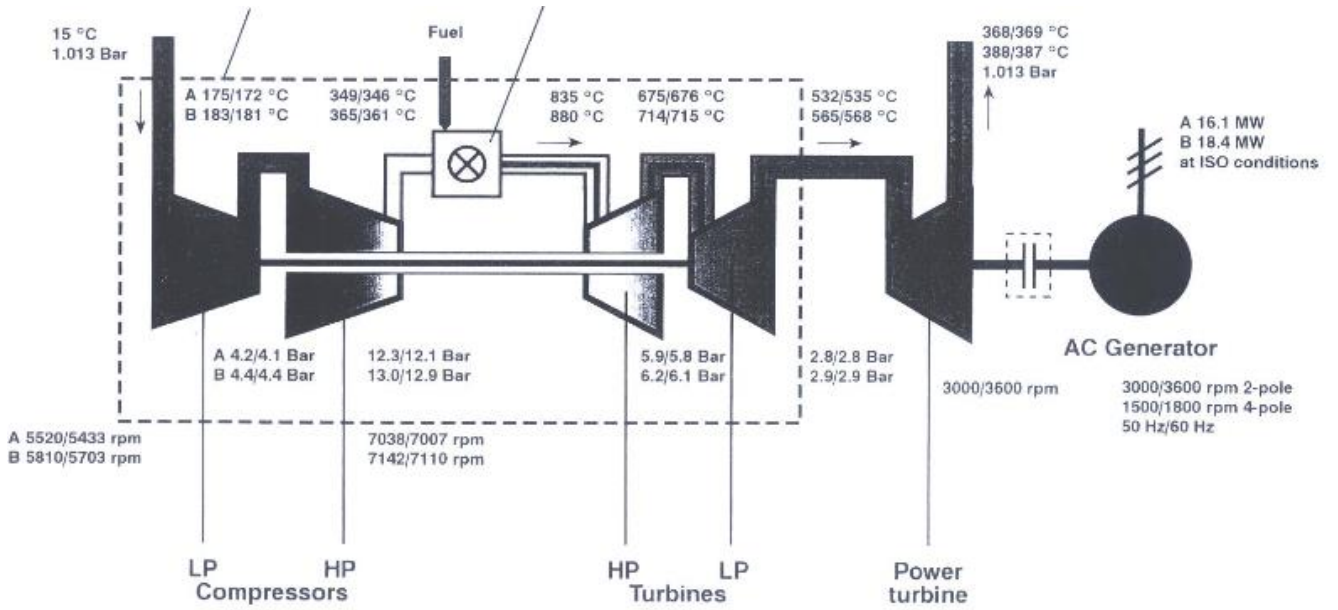 15 °C
1.013 Bar
Fuel
368/369 °C
388/387 °C
1.013 Bar
A 175/172 °C
B 183/181 °C
349/346 °C
365/361 °C
835 °C
880 °C
675/676 °C
714/715 °C
532/535 °C
565/568 °C
A 16.1 MW
B 18.4 MW
at ISO conditions
A 4.2/4.1 Bar
B 4.4/4.4 Bar
12.3/12.1 Bar
13.0/12.9 Bar
5.9/5.8 Bar
6.2/6.1 Bar
2.8/2.8 Bar
2.9/2.9 Bar
3000/3600 rpm
AC Generator
3000/3600 rpm 2-pole
1500/1800 rpm 4-pole
50 Hz/60 Hz
A 5520/5433 rpm
B 5810/5703 rpm
7038/7007 rpm
7142/7110 rpm
LP HP
Compressors
HP LP
Turbines
Power
turbine